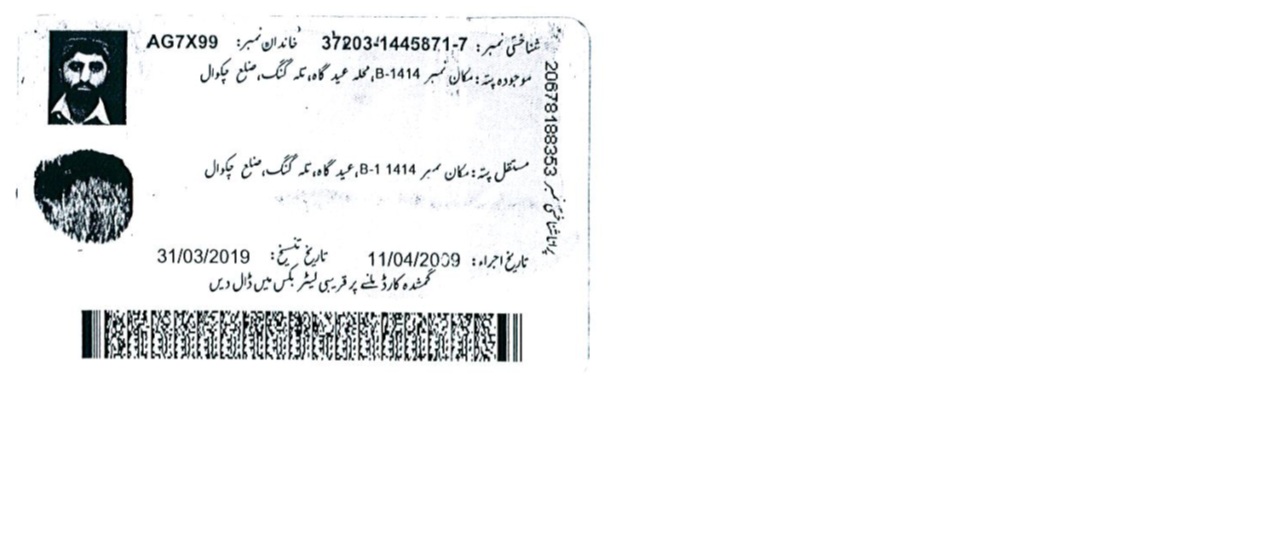 شناختی نمبر: 37203-1445871-7 خاندان نمبر: AG7X99
موجودہ پتہ: مکان نمبر B-1414، محلہ عید گاہ، تلہ گنگ، ضلع چکوال
مستقل پتہ: مکان نمبر B-1 1414، عید گاہ، تلہ گنگ، ضلع چکوال
تاریخ اجراء: 11/04/2009 تاریخ تنسیخ: 31/03/2019
گمشدہ کارڈ ملنے پر قریبی لیٹر بکس میں ڈال دیں
پرانا شناختی نمبر 20678188353